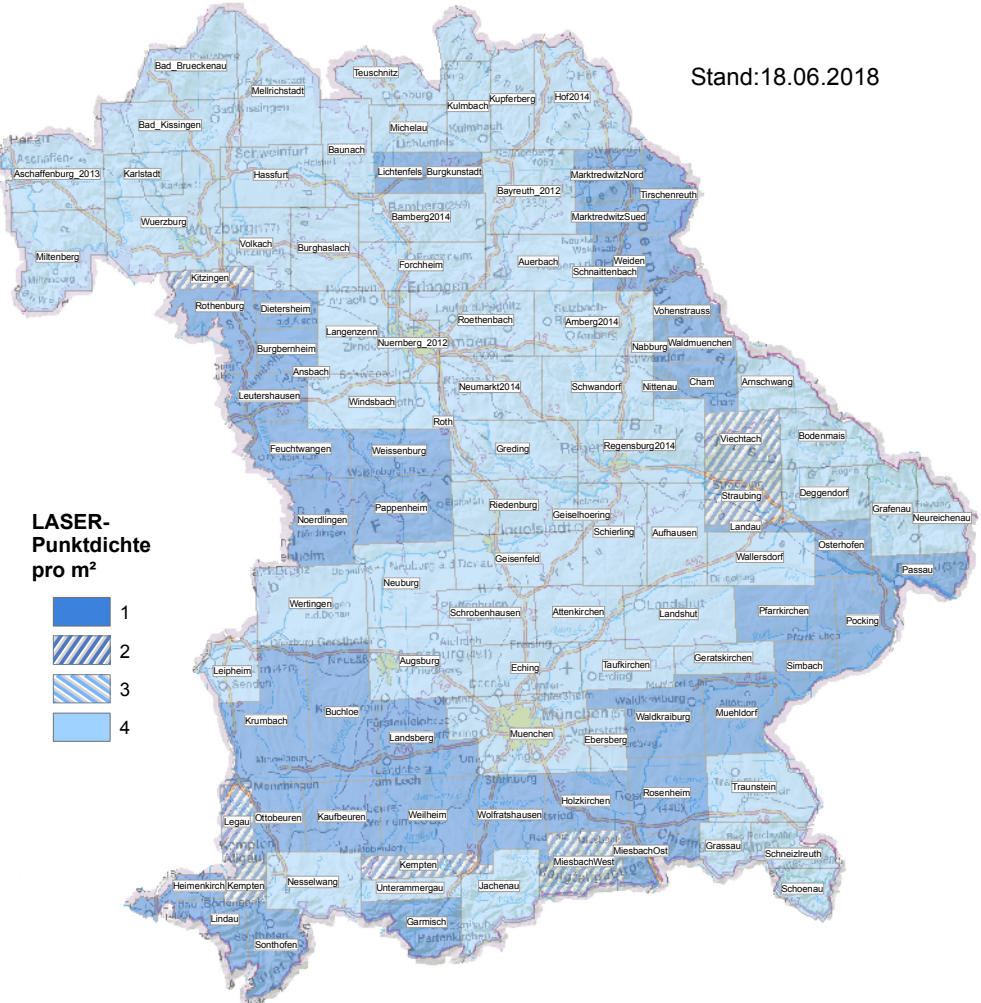 Stand:18.06.2018
Bad_Brueckenau
Teuschnitz
Mellrichstadt
Kupferberg
Hof2014
Kulmbach
Bad_Kissingen
Michelau
Baunach
Aschaffenburg_2013
Karlstadt
Hassfurt
Lichtenfels
Burgkunstadt
MarktredwitzNord
Bayreuth_2012
Tirschenreuth
Wuerzburg
Bamberg2014
MarktredwitzSued
Volkach
Burghaslach
Miltenberg
Forchheim
Auerbach
Weiden
Schnaittenbach
Kitzingen
Rothenburg
Dietersheim
Vohenstrauss
Langenzenn
Roethenbach
Amberg2014
Nuernberg_2012
Burgbernheim
Nabburg
Waldmuenchen
Ansbach
Leutershausen
Neumarkt2014
Schwandorf
Nittenau
Cham
Arnschwang
Windsbach
Roth
Feuchtwangen
Weissenburg
Greding
Regensburg2014
Viechtach
Bodenmais
Noerdlingen
Pappenheim
Riedenburg
Geiselhoering
Straubing
Deggendorf
Grafenau
Neureichenau
Schierling
Aufhausen
Landau
Osterhofen
LASER-
Punktdichte
pro m²
1
2
3
4
Geisenfeld
Wallersdorf
Passau
Neuburg
Wertingen
Schrobenhausen
Attenkirchen
Landshut
Pfarrkirchen
Pocking
Leipheim
Augsburg
Eching
Taufkirchen
Geratskirchen
Simbach
Krumbach
Buchloe
Landsberg
Muenchen
Ebersberg
Waldkraiburg
Muehldorf
Legau
Ottobeuren
Kaufbeuren
Weilheim
Wolfratshausen
Holzkirchen
Rosenheim
Traunstein
MiesbachWest
MiesbachOst
Grassau
Schneizlreuth
Heimenkirch
Kempten
Nesselwang
Kempten
Unterammergau
Jachenau
Schoenau
Lindau
Garmisch
Sonthofen